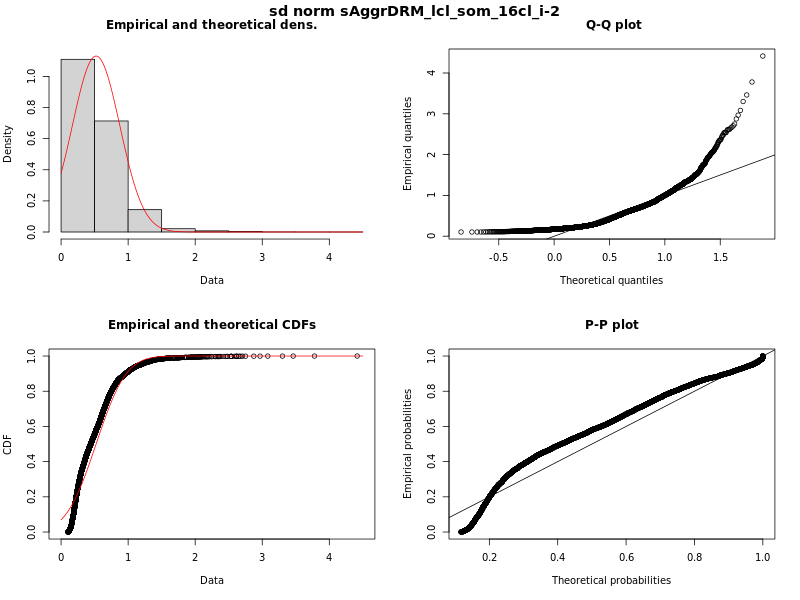 sd norm sAggrDRM_lcl_som_16cl_i-2
Empirical and theoretical dens.
Density
0.0 0.2 0.4 0.6 0.8 1.0
0 1 2 3 4
Data
Q-Q plot
Empirical quantiles
0 1 2 3 4
-0.5 0.0 0.5 1.0 1.5
Theoretical quantiles
Empirical and theoretical CDFs
CDF
0.0 0.2 0.4 0.6 0.8 1.0
0 1 2 3 4
Data
P-P plot
Empirical probabilities
0.0 0.2 0.4 0.6 0.8 1.0
0.2 0.4 0.6 0.8 1.0
Theoretical probabilities